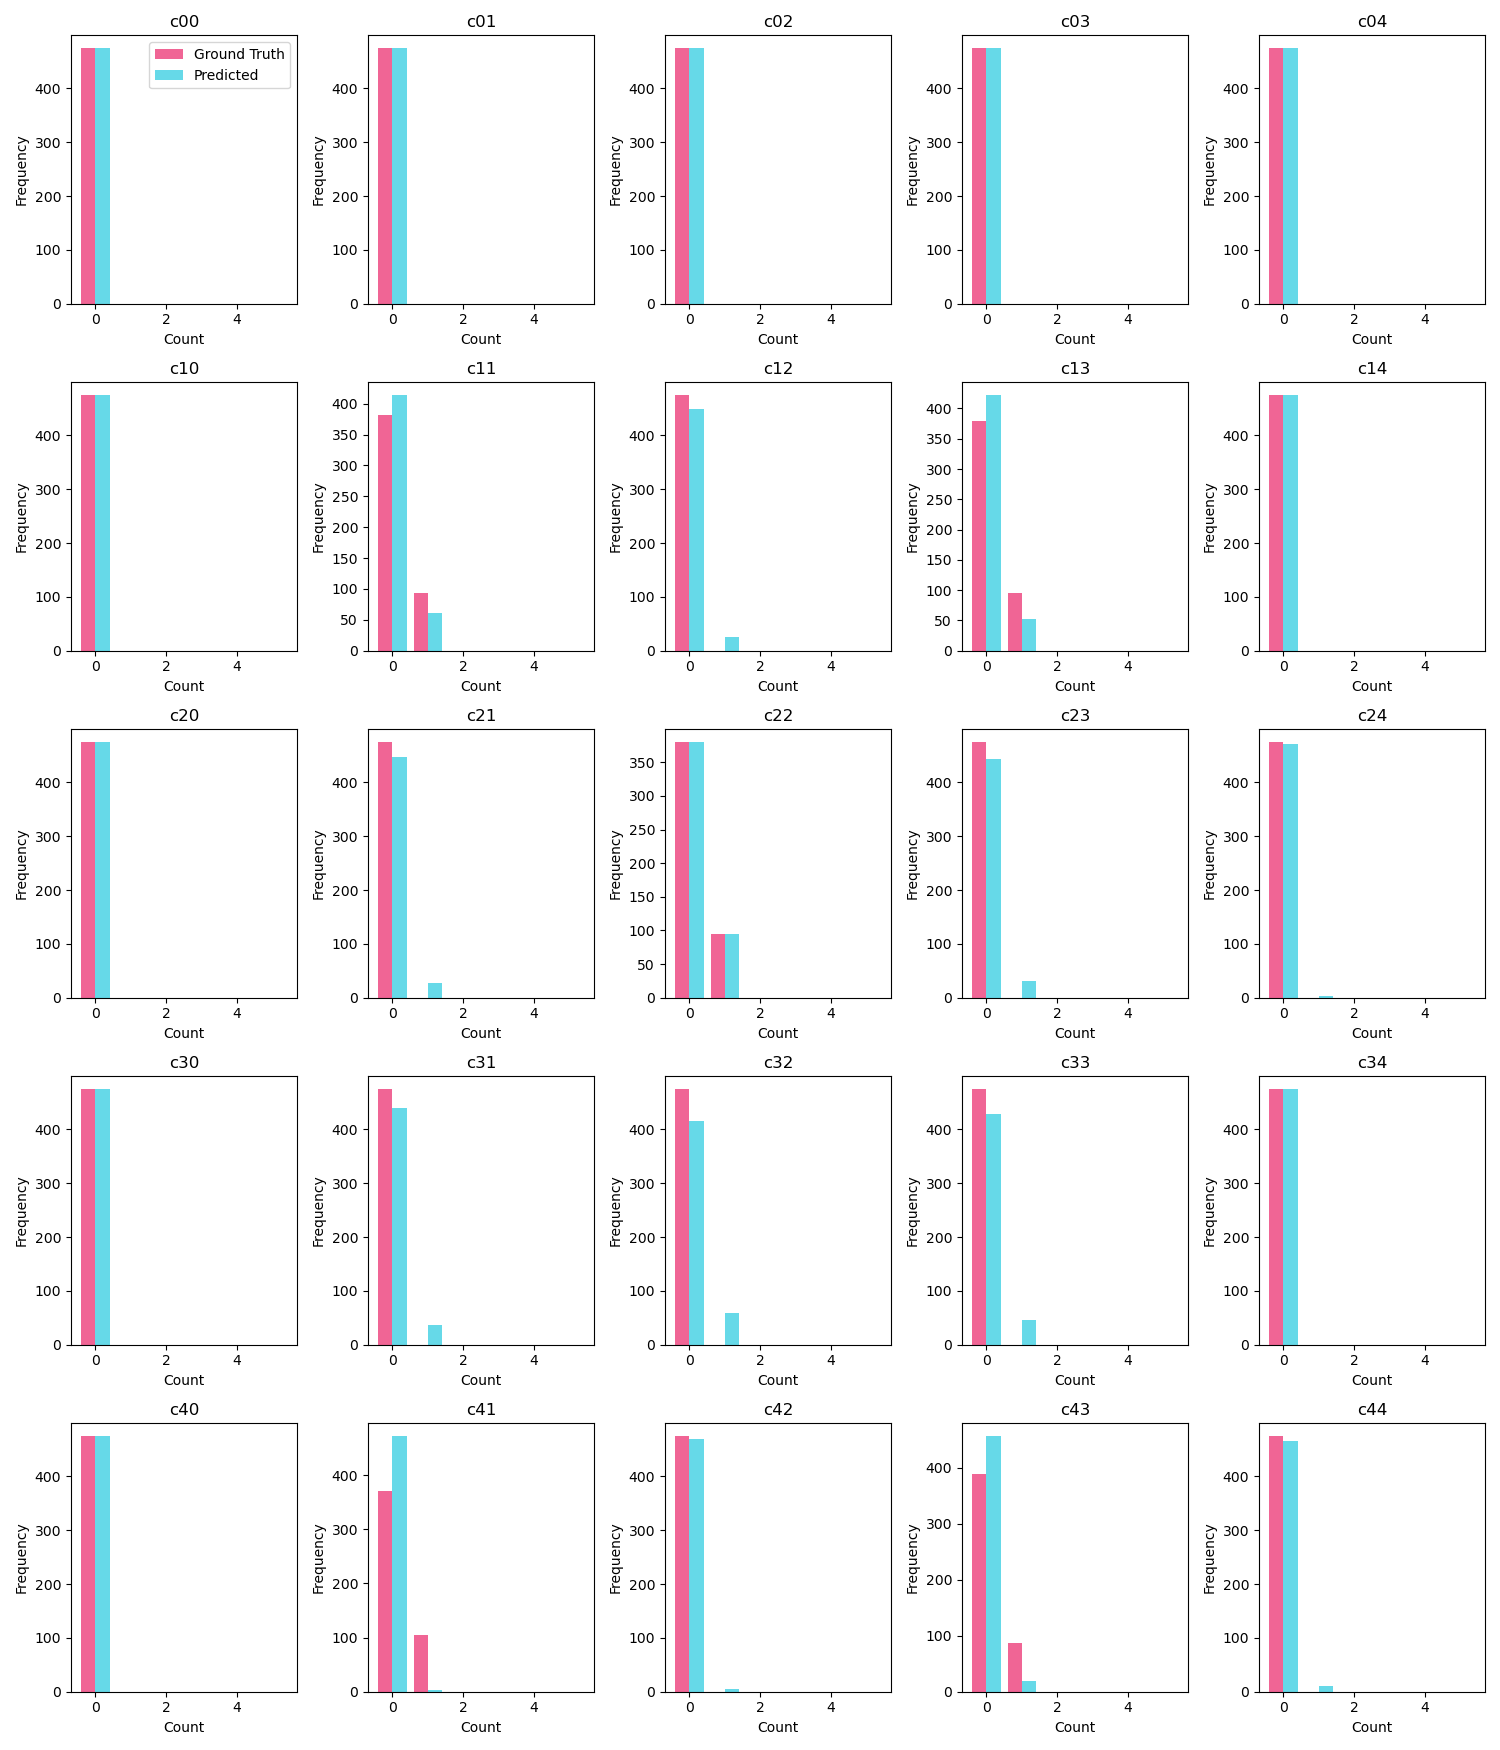 c00 c01 c02 c03 c04
Ground Truth
Predicted
Frequency Frequency Frequency Frequency Frequency
400 400 400 400 400
300 300 300 300 300
200 200 200 200 200
100 100 100 100 100
0 0 0 0 0
0 2 4 0 2 4 0 2 4 0 2 4 0 2 4
Count Count Count Count Count
c10 c11 c12 c13 c14
Frequency Frequency Frequency Frequency Frequency
400 400 400 400 400
300 350 300 350 300
200 300 200 300 200
100 250 100 250 100
0 200 0 200 0
150 150
100 100
50 50
0 0
0 2 4 0 2 4 0 2 4 0 2 4 0 2 4
Count Count Count Count Count
c20 c21 c22 c23 c24
Frequency Frequency Frequency Frequency Frequency
400 400 350 400 400
300 300 300 300 300
200 200 250 200 200
100 100 200 100 100
0 0 150 0 0
100
50
0
0 2 4 0 2 4 0 2 4 0 2 4 0 2 4
Count Count Count Count Count
c30 c31 c32 c33 c34
Frequency Frequency Frequency Frequency Frequency
400 400 400 400 400
300 300 300 300 300
200 200 200 200 200
100 100 100 100 100
0 0 0 0 0
0 2 4 0 2 4 0 2 4 0 2 4 0 2 4
Count Count Count Count Count
c40 c41 c42 c43 c44
Frequency Frequency Frequency Frequency Frequency
400 400 400 400 400
300 300 300 300 300
200 200 200 200 200
100 100 100 100 100
0 0 0 0 0
0 2 4 0 2 4 0 2 4 0 2 4 0 2 4
Count Count Count Count Count